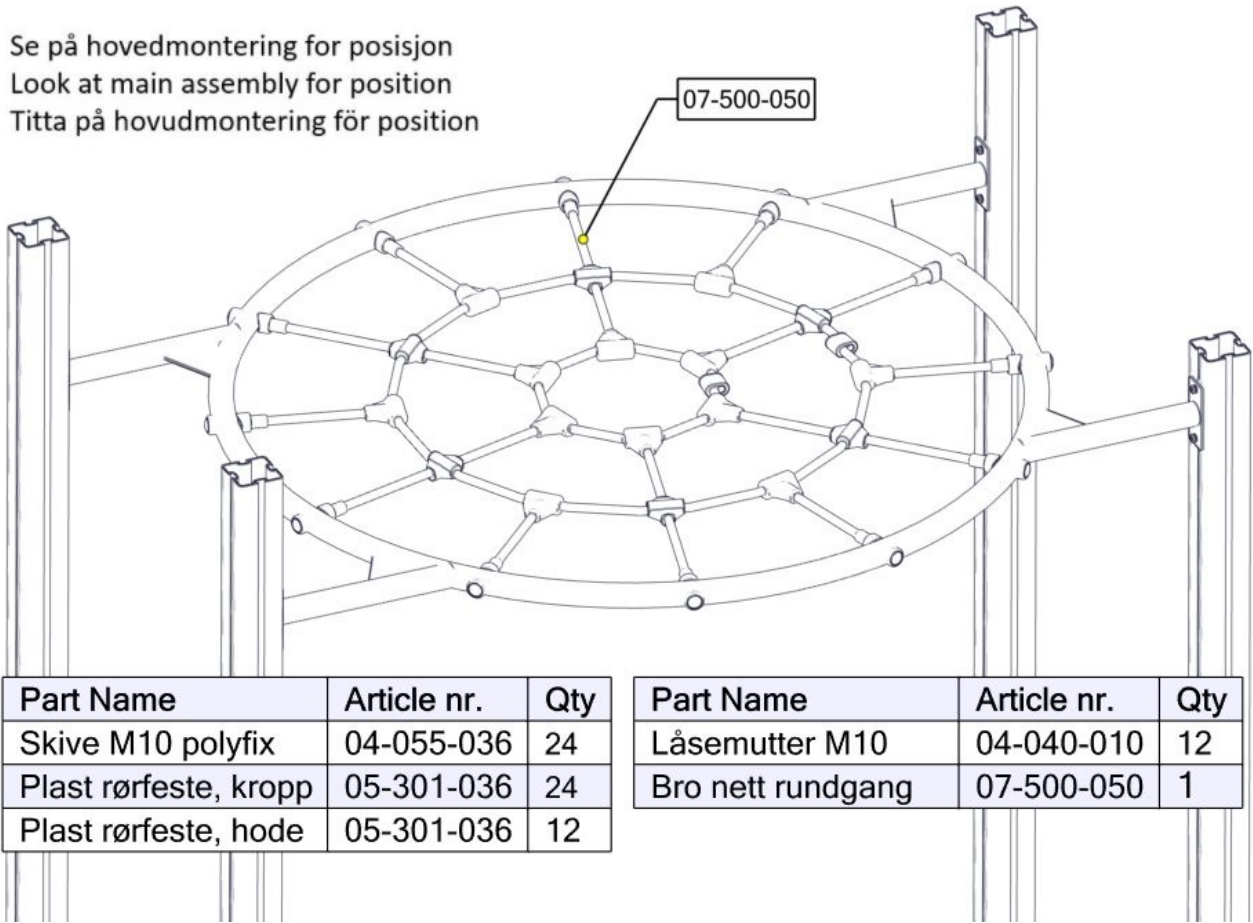 Se på hovedmontering for posisjon
Look at main assembly for position
Titta på hovudmontering för position
07-500-050
Part Name Article nr. Qty
Skive M10 polyfix 04-055-036 24
Plast rørfeste, kropp 05-301-036 24
Plast rørfeste, hode 05-301-036 12
Part Name Article nr. Qty
Låsemutter M10 04-040-010 12
Bro nett rundgang 07-500-050 1